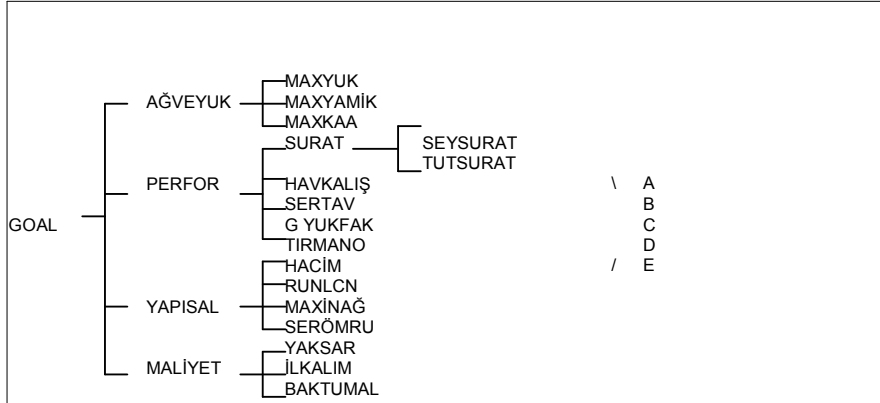 MAXYUK
AĞVEYUK MAXYAMİK
MAXKAA
SURAT SEYSURAT
TUTSURAT
PERFOR HAVKALIŞ \ A
SERTAV B
GOAL G YUKFAK C
TIRMANO D
HACİM / E
RUNLCN
YAPISAL MAXİNAĞ
SERÖMRU
YAKSAR
MALİYET İLKALIM
BAKTUMAL